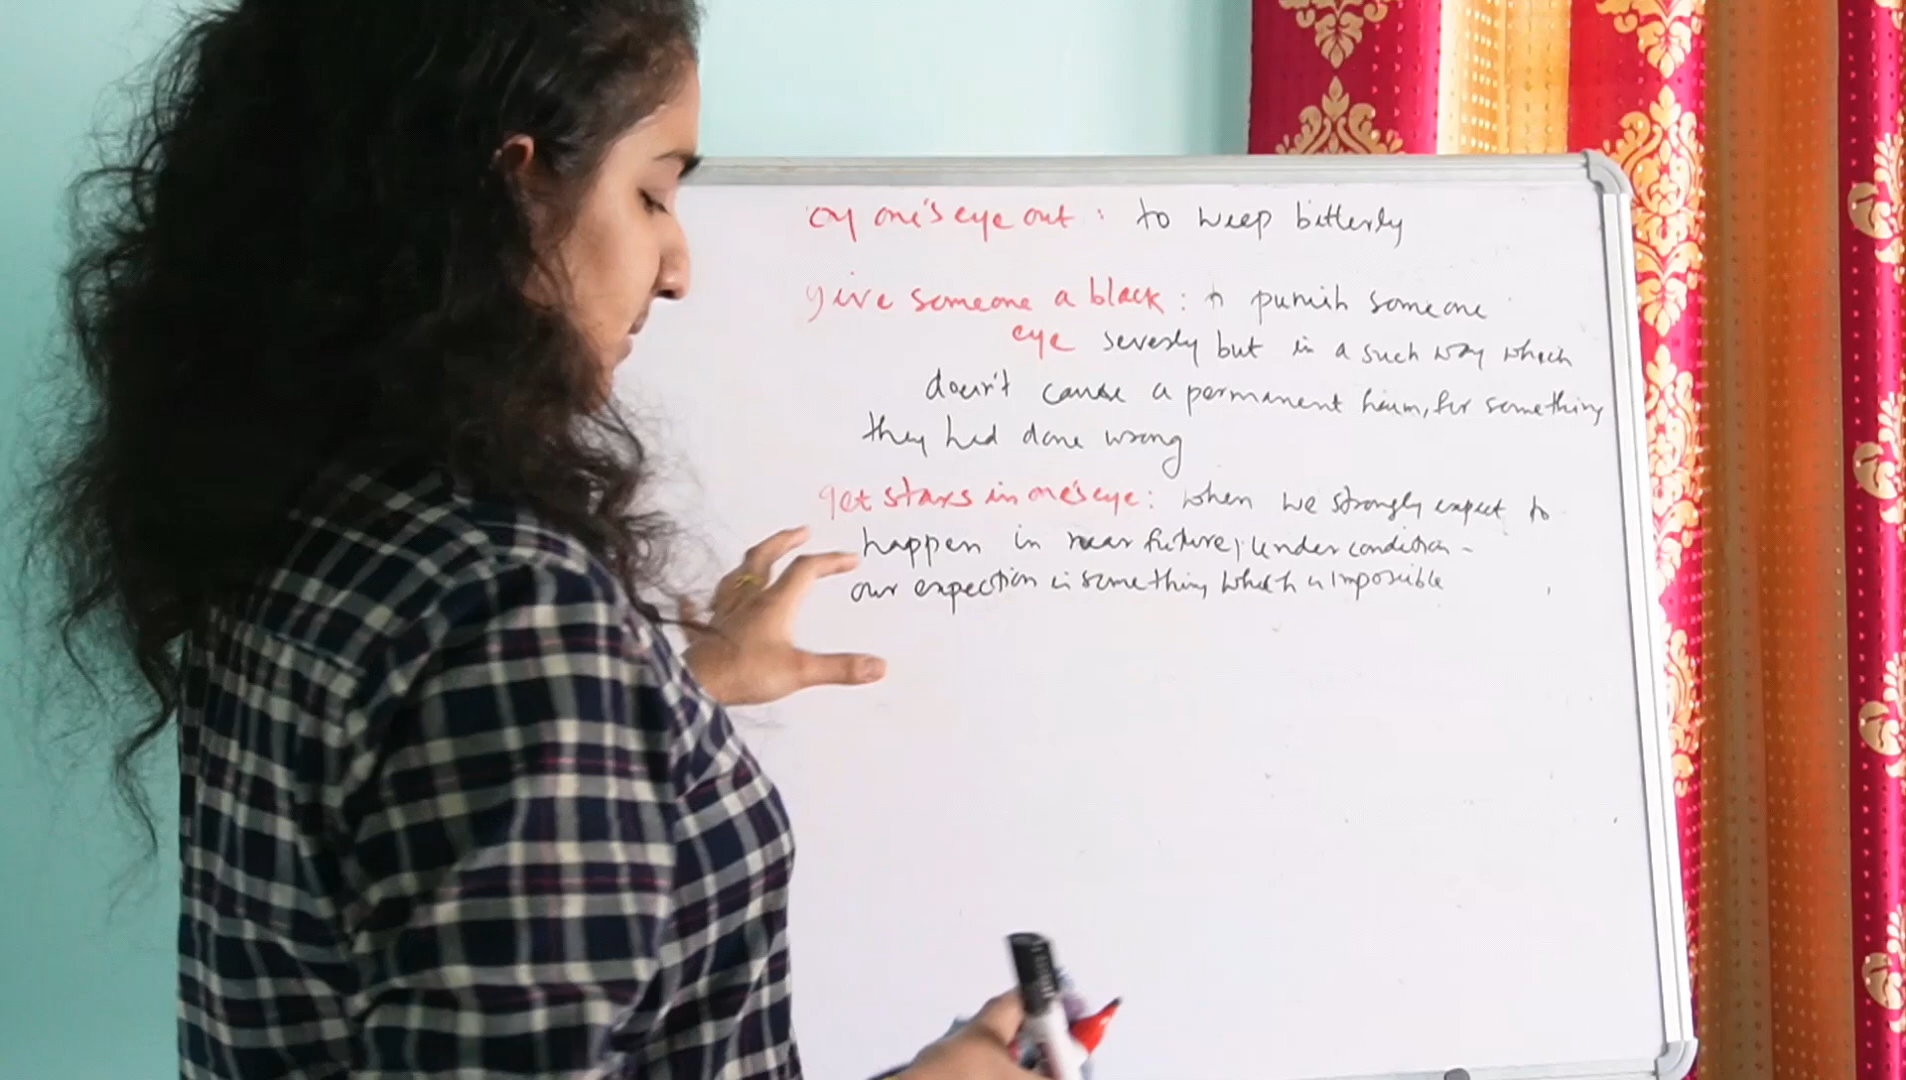 cry one's eye out : to weep bitterly
give someone a black : to punish someone
eye severly but in a such way which
doesn't cause a permanent harm, for something
they had done wrong
get stars in one's eye : when we strongly expect to
happen in near future, under condition -
our expection is something which is impossible